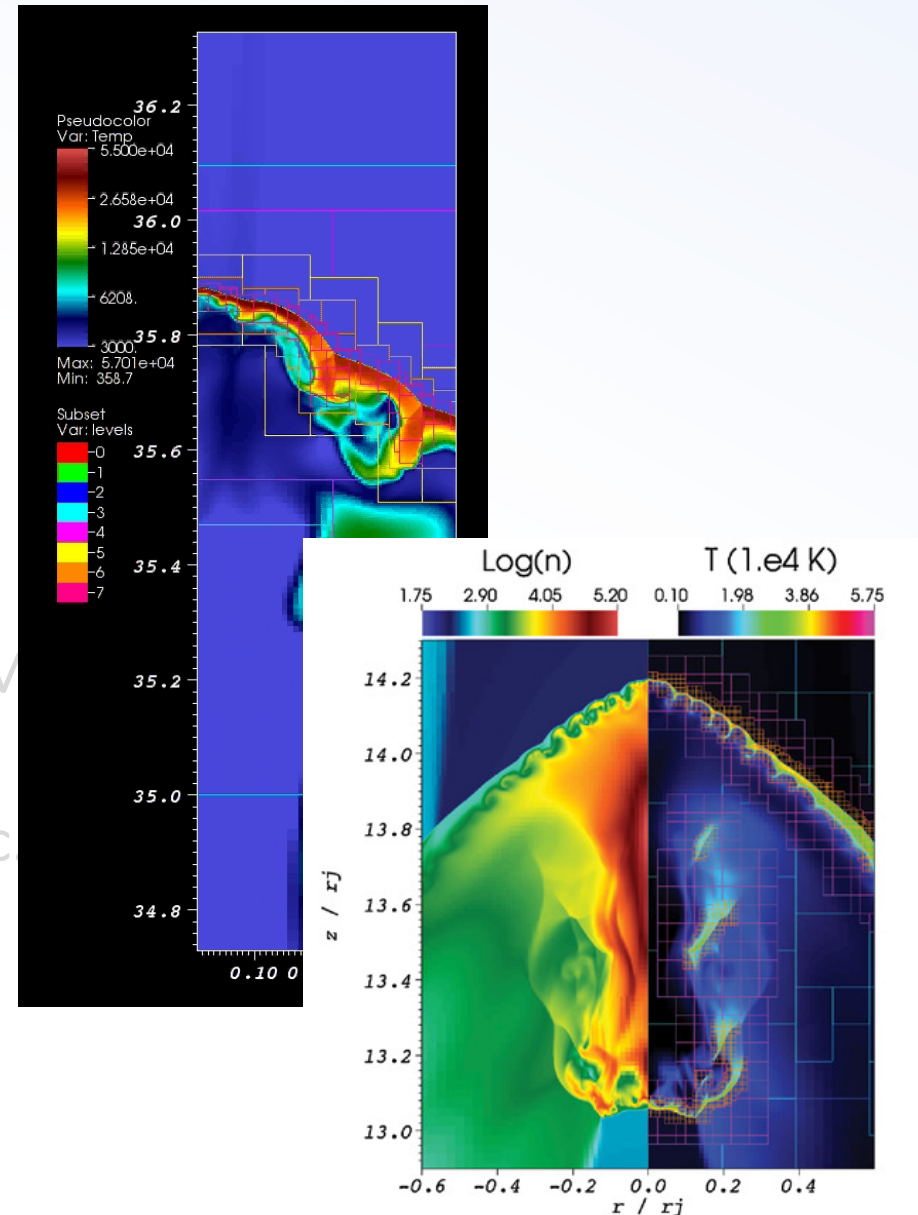 Pseudocolor
Var: Temp
5.500e+04
2.658e+04
1.285e+04
6208.
3000.
Max: 5.701e+04
Min: 358.7
Subset
Var: levels
0
1
2
3
4
5
6
7
36.2
36.0
35.8
35.6
35.4
35.2
35.0
34.8
0.10 0
Log(n)
1.75 2.90 4.05 5.20
T (1.e4 K)
0.10 1.98 3.86 5.75
z / rj
14.2
14.0
13.8
13.6
13.4
13.2
13.0
-0.6 -0.4 -0.2 0.0 0.2 0.4
r / rj